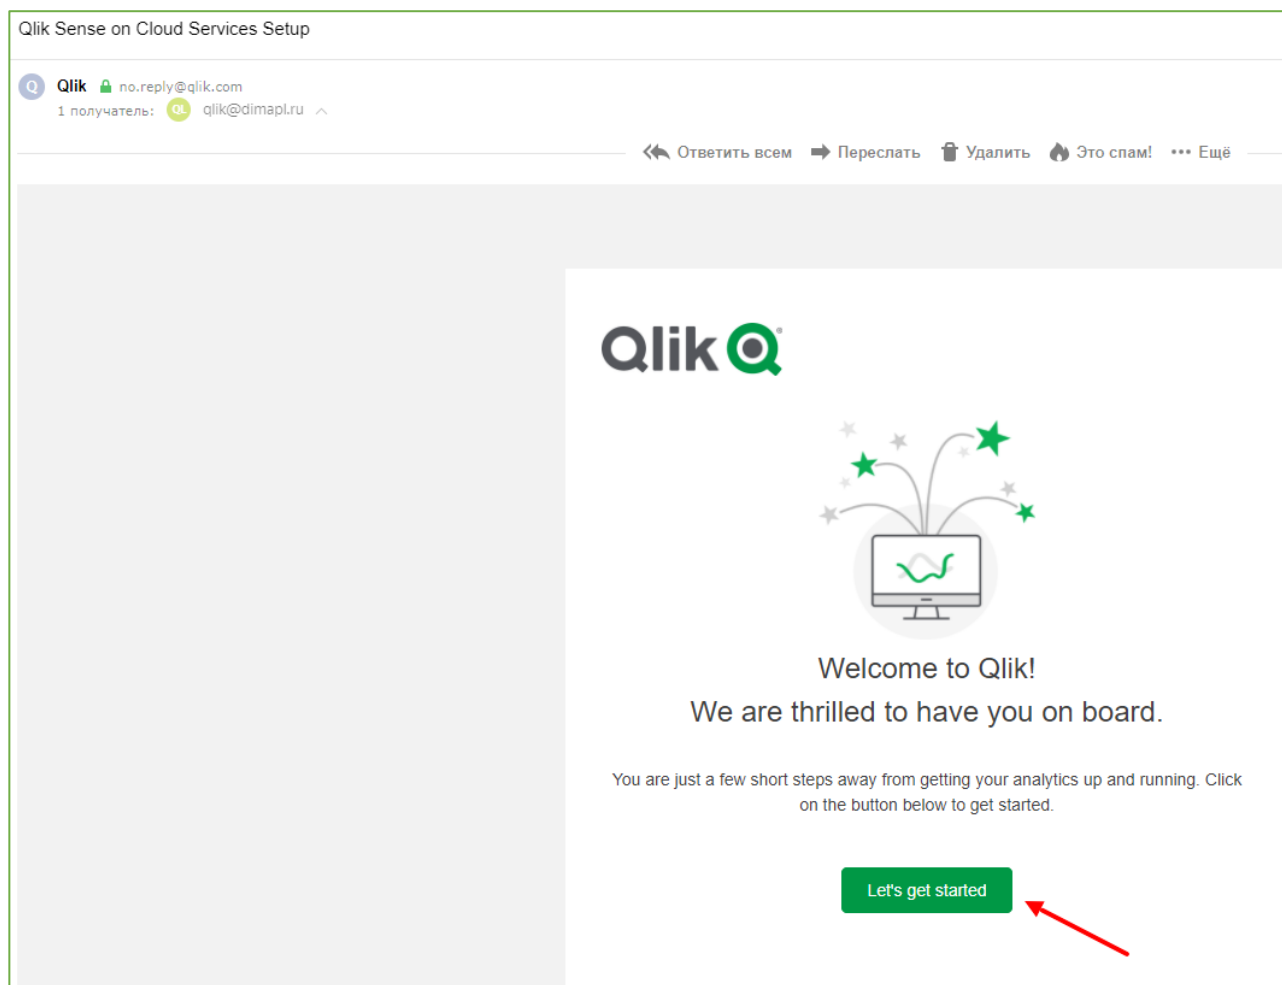 Qlik Sense on Cloud Services Setup
Q Qlik no.reply@qlik.com
1 получатель: QL qlik@dimapl.ru
Ответить всем Переслать Удалить Это спам! Ещё
Qlik
Welcome to Qlik!
We are thrilled to have you on board.
You are just a few short steps away from getting your analytics up and running. Click
on the button below to get started.
Let's get started